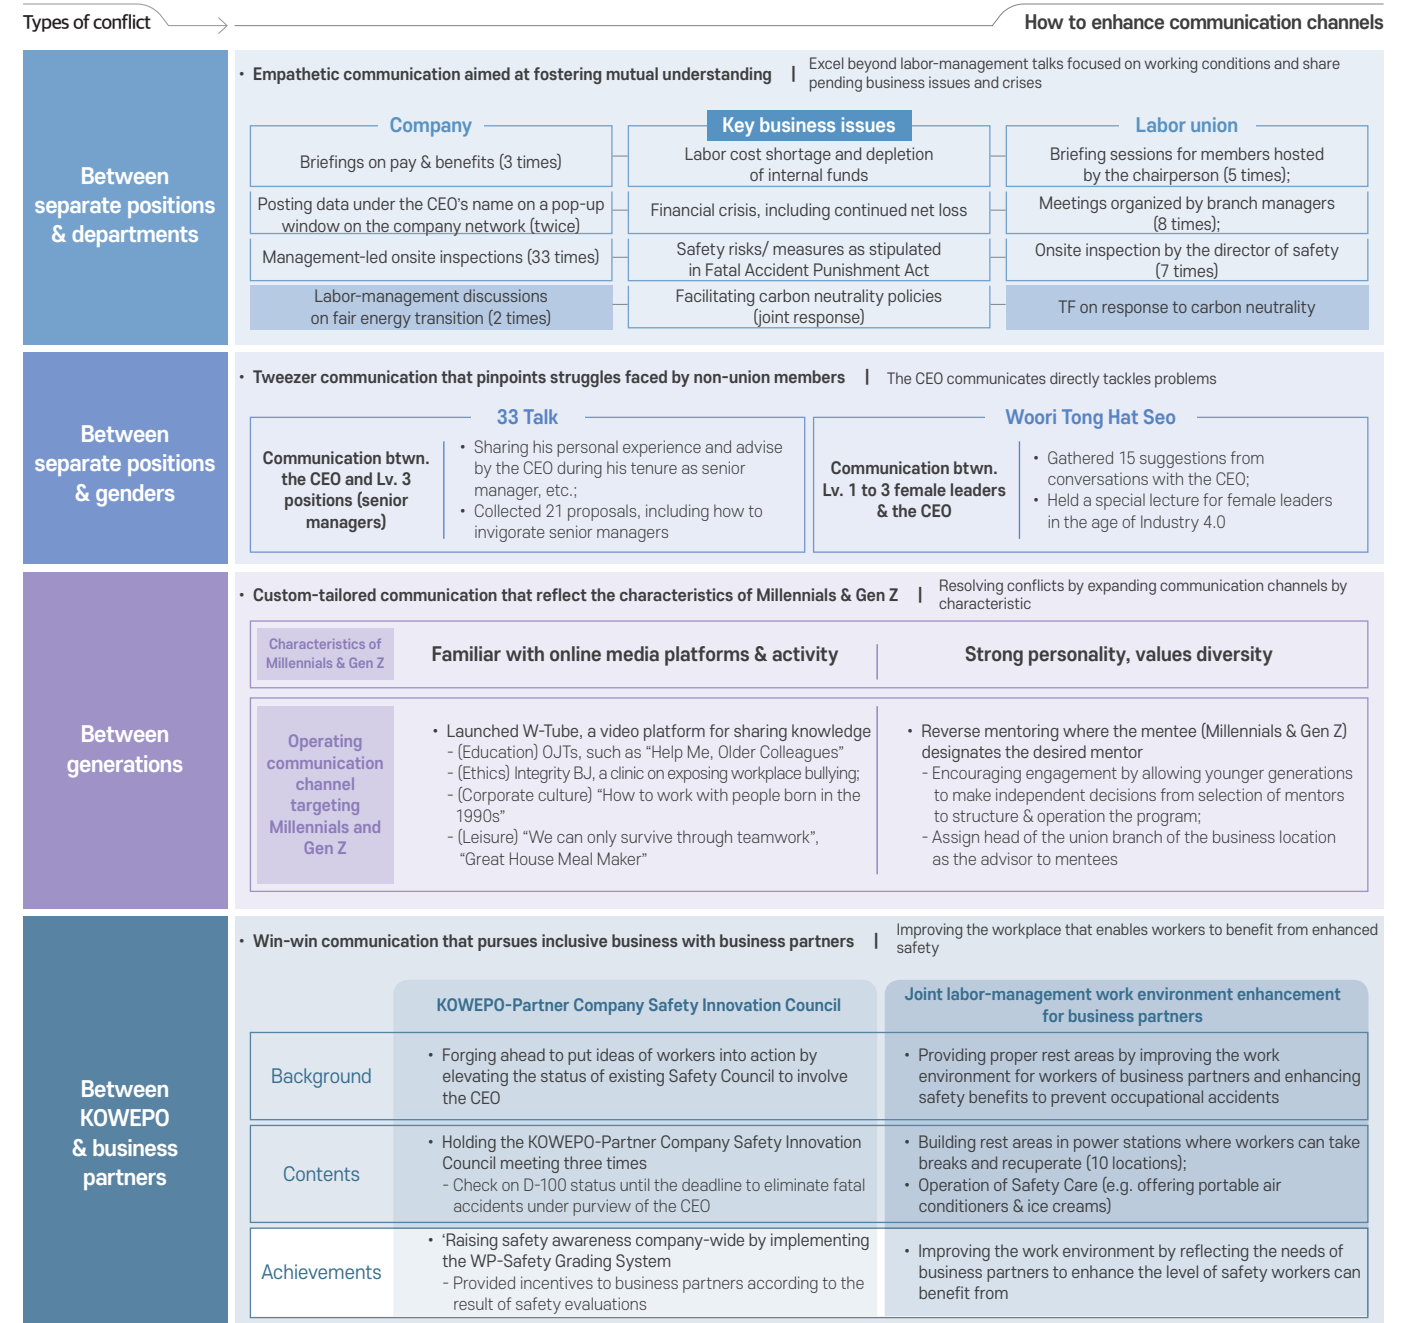 Types of conflict
How to enhance communication channels
Between
separate positions
& departments
• Empathetic communication aimed at fostering mutual understanding
Excel beyond labor-management talks focused on working conditions and share
pending business issues and crises
Company
Key business issues
Labor union
Briefings on pay & benefits (3 times)
Labor cost shortage and depletion
of internal funds
Briefing sessions for members hosted
by the chairperson (5 times);
Posting data under the CEO's name on a pop-up
window on the company network (twice)
Financial crisis, including continued net loss
Meetings organized by branch managers
(8 times);
Management-led onsite inspections (33 times)
Safety risks/ measures as stipulated
in Fatal Accident Punishment Act
Onsite inspection by the director of safety
(7 times)
Labor-management discussions
on fair energy transition (2 times)
Facilitating carbon neutrality policies
(joint response)
TF on response to carbon neutrality
Between
separate positions
& genders
• Tweezer communication that pinpoints struggles faced by non-union members
The CEO communicates directly tackles problems
33 Talk
Communication btwn.
the CEO and Lv. 3
positions (senior
managers)
• Sharing his personal experience and advise
by the CEO during his tenure as senior
manager, etc.;
• Collected 21 proposals, including how to
invigorate senior managers
Woori Tong Hat Seo
Communication btwn.
Lv. 1 to 3 female leaders
& the CEO
• Gathered 15 suggestions from
conversations with the CEO;
• Held a special lecture for female leaders
in the age of Industry 4.0
Between
generations
• Custom-tailored communication that reflect the characteristics of Millennials & Gen Z
Resolving conflicts by expanding communication channels by
characteristic
Characteristics of
Millennials & Gen Z
Familiar with online media platforms & activity
Strong personality, values diversity
Operating
communication
channel
targeting
Millennials and
Gen Z
• Launched W-Tube, a video platform for sharing knowledge
- (Education) OJTs, such as “Help Me, Older Colleagues”
- (Ethics) Integrity BJ, a clinic on exposing workplace bullying;
- (Corporate culture) “How to work with people born in the
1990s”
- (Leisure) “We can only survive through teamwork”,
“Great House Meal Maker”
• Reverse mentoring where the mentee (Millennials & Gen Z)
designates the desired mentor
- Encouraging engagement by allowing younger generations
to make independent decisions from selection of mentors
to structure & operation the program;
- Assign head of the union branch of the business location
as the advisor to mentees
Between
KOWEPO
& business
partners
• Win-win communication that pursues inclusive business with business partners
Improving the workplace that enables workers to benefit from enhanced
safety
KOWEPO-Partner Company Safety Innovation Council
Joint labor-management work environment enhancement
for business partners
Background
• Forging ahead to put ideas of workers into action by
elevating the status of existing Safety Council to involve
the CEO
• Providing proper rest areas by improving the work
environment for workers of business partners and enhancing
safety benefits to prevent occupational accidents
Contents
• Holding the KOWEPO-Partner Company Safety Innovation
Council meeting three times
- Check on D-100 status until the deadline to eliminate fatal
accidents under purview of the CEO
• Building rest areas in power stations where workers can take
breaks and recuperate (10 locations);
• Operation of Safety Care (e.g. offering portable air
conditioners & ice creams)
Achievements
• ‘Raising safety awareness company-wide by implementing
the WP-Safety Grading System
- Provided incentives to business partners according to the
result of safety evaluations
• Improving the work environment by reflecting the needs of
business partners to enhance the level of safety workers can
benefit from